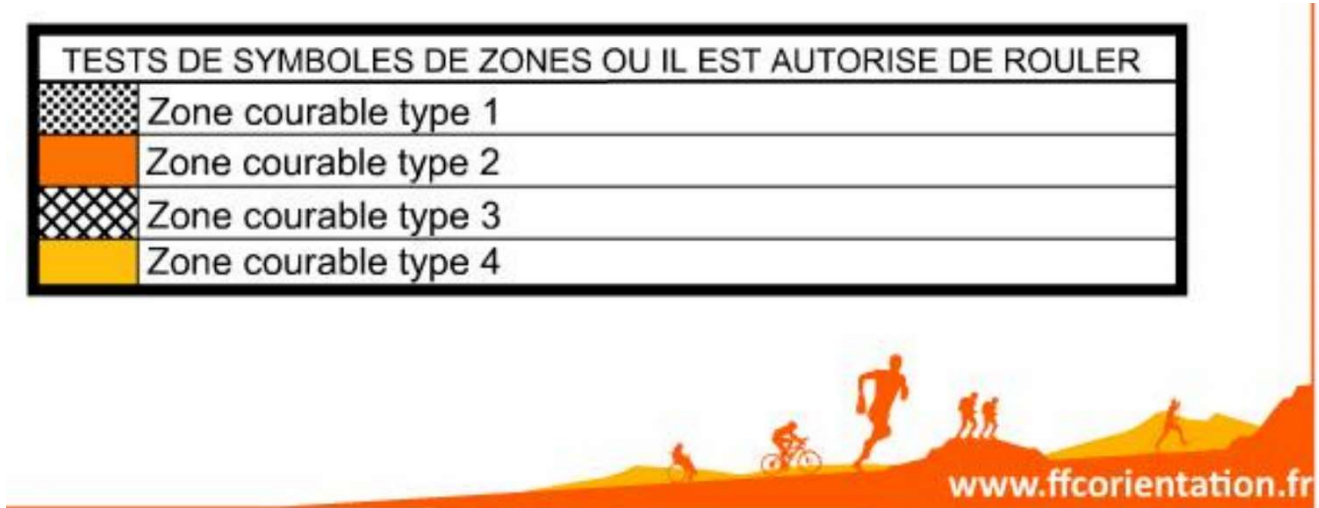 TESTS DE SYMBOLES DE ZONES OU IL EST AUTORISE DE ROULER
Zone courable type 1
Zone courable type 2
Zone courable type 3
Zone courable type 4
www.ffcorientation.fr